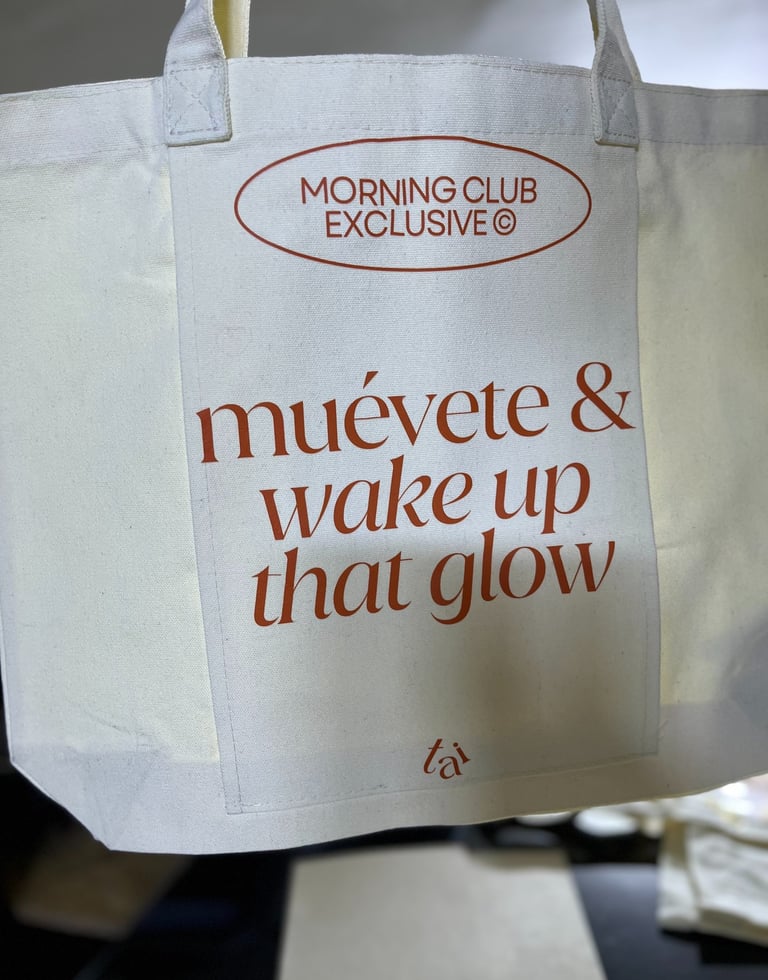 MORNING CLUB
EXCLUSIVE ©
muévete &
wake up
that glow
tai